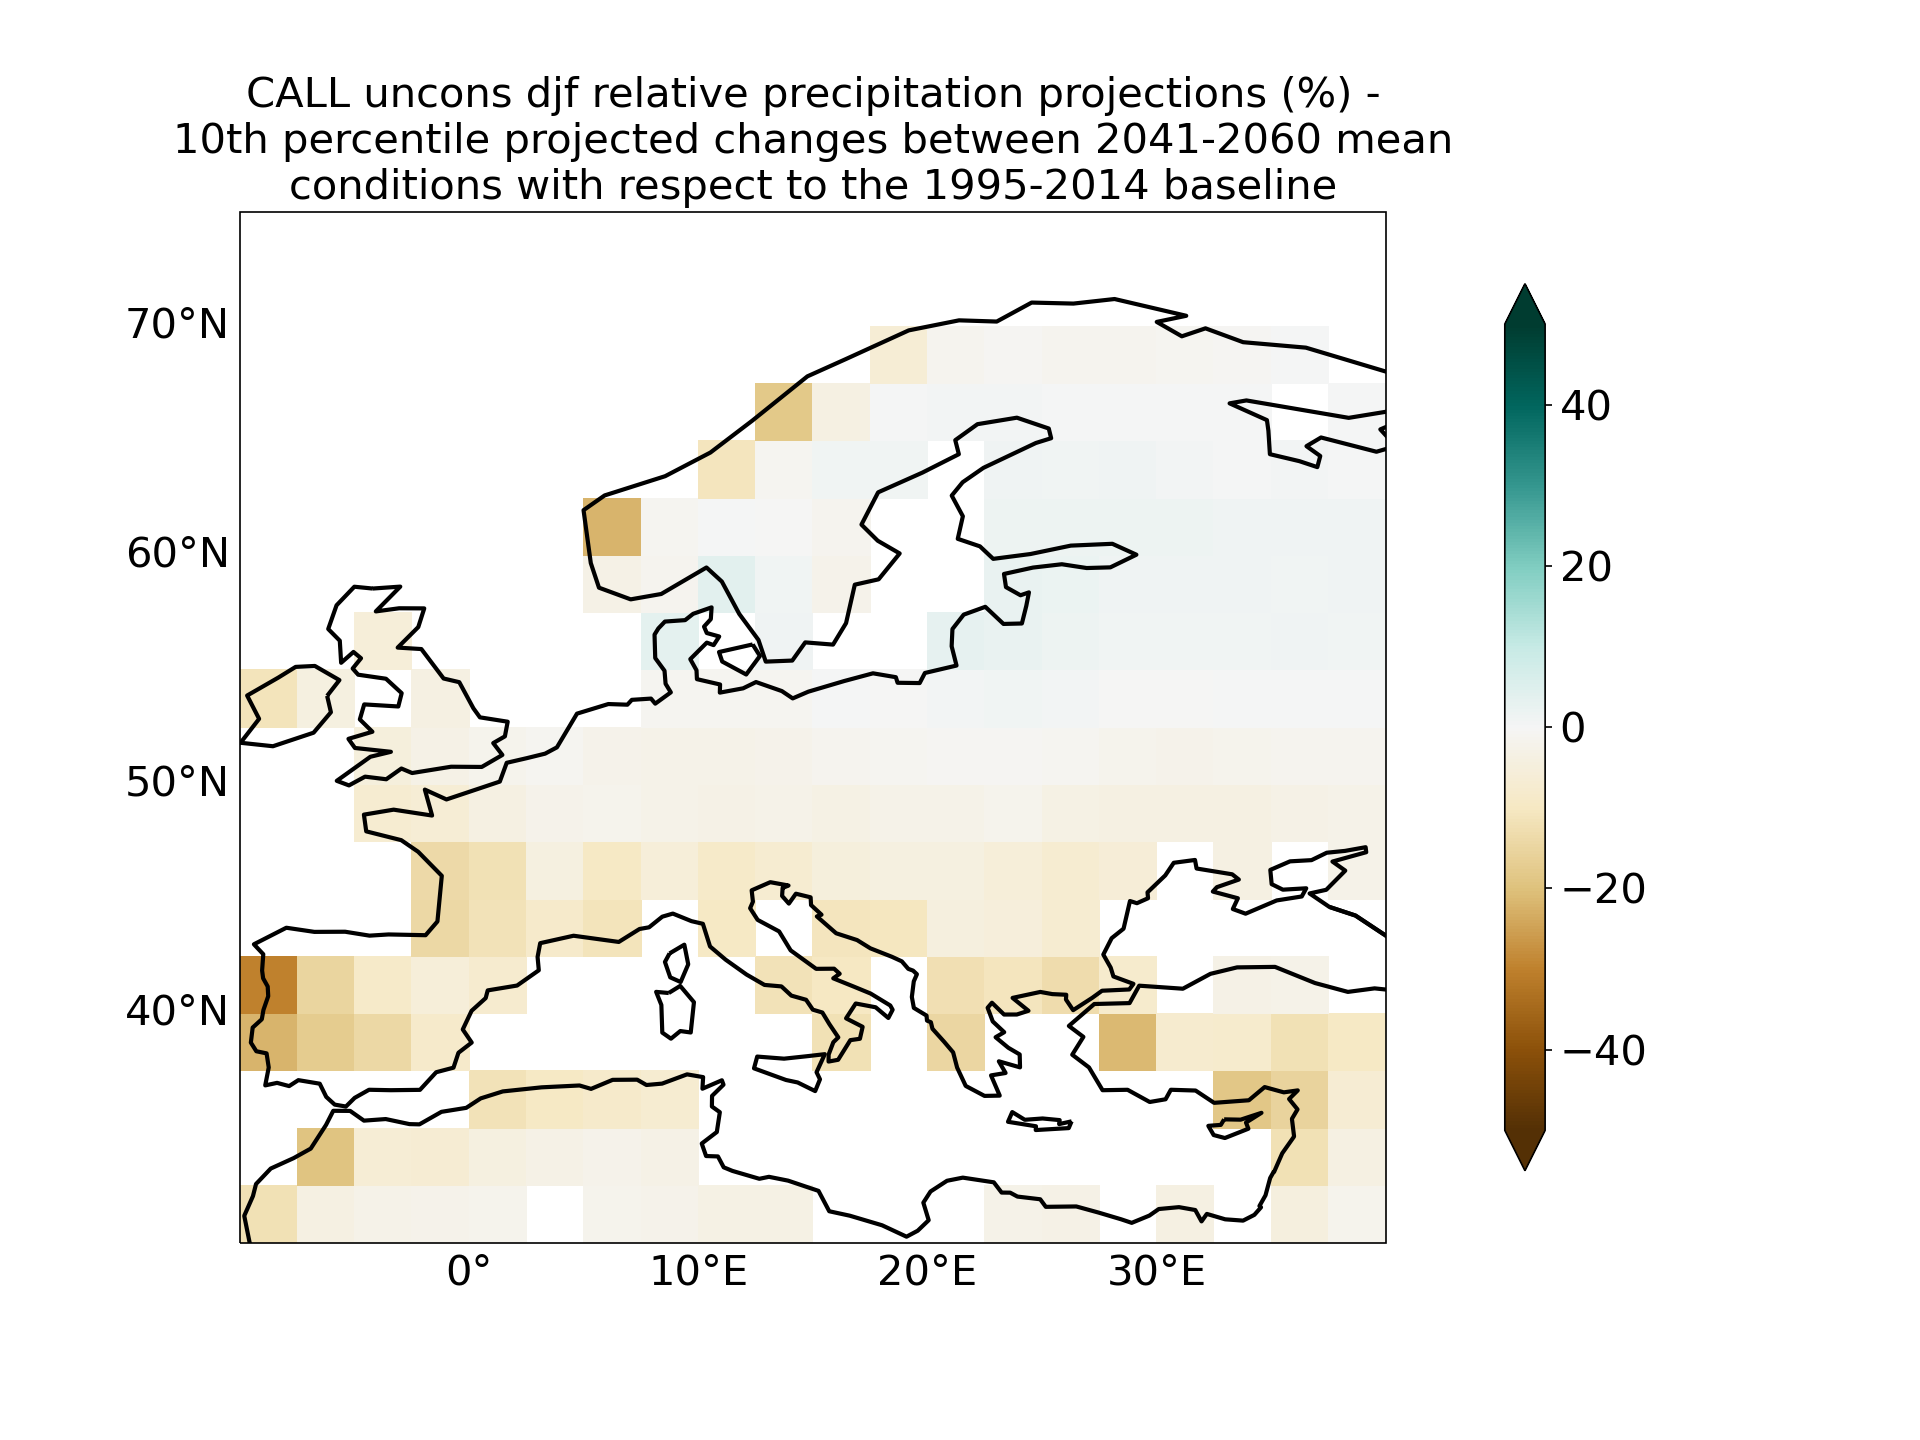 CALL uncons djf relative precipitation projections (%) -
10th percentile projected changes between 2041-2060 mean
conditions with respect to the 1995-2014 baseline
70°N
60°N
50°N
40°N
0°
10°E
20°E
30°E
40
20
0
−20
−40